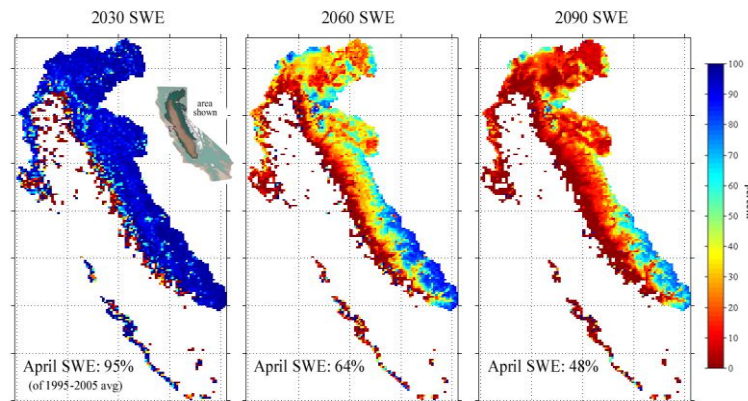 2030 SWE
2060 SWE
2090 SWE
area
shown
100
90
80
70
60
50
40
30
20
10
0
April SWE: 95%
(of 1995-2005 avg)
April SWE: 64%
April SWE: 48%